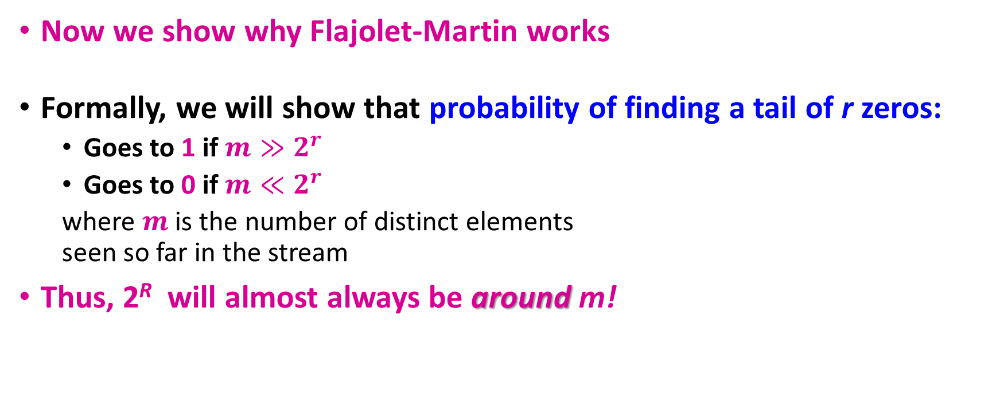 • Now we show why Flajolet-Martin works
• Formally, we will show that probability of finding a tail of r zeros:
• Goes to 1 if m ≫ 2^r
• Goes to 0 if m ≪ 2^r
where m is the number of distinct elements
seen so far in the stream
• Thus, 2^R will almost always be around m!